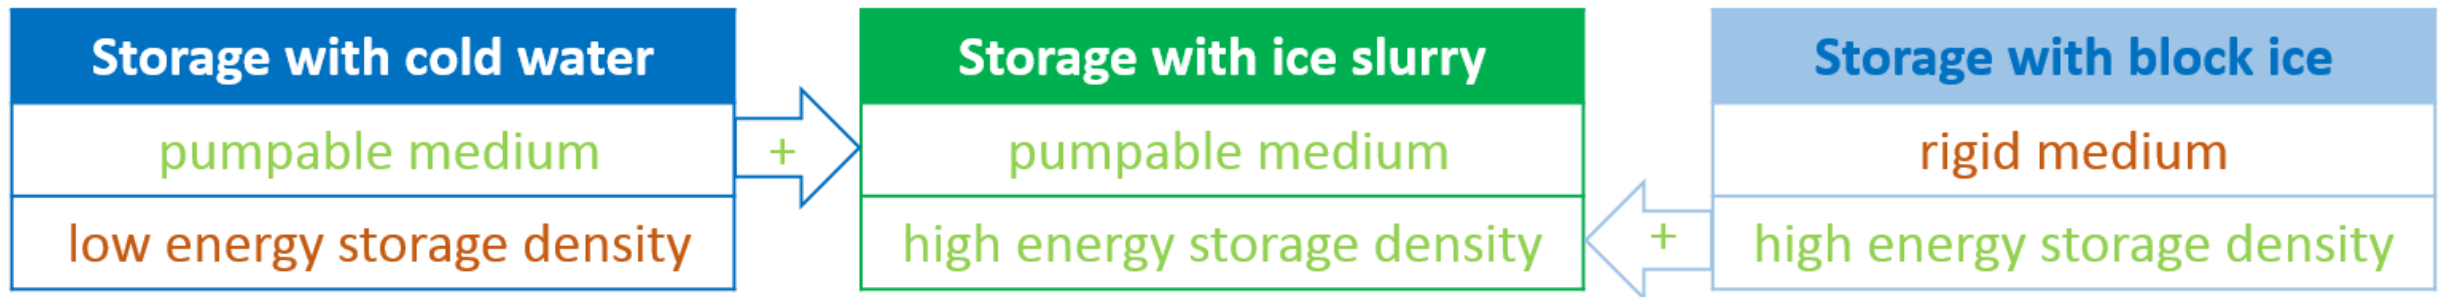 Storage with cold water
pumpable medium
low energy storage density
+
Storage with ice slurry
pumpable medium
high energy storage density
+
Storage with block ice
rigid medium
high energy storage density